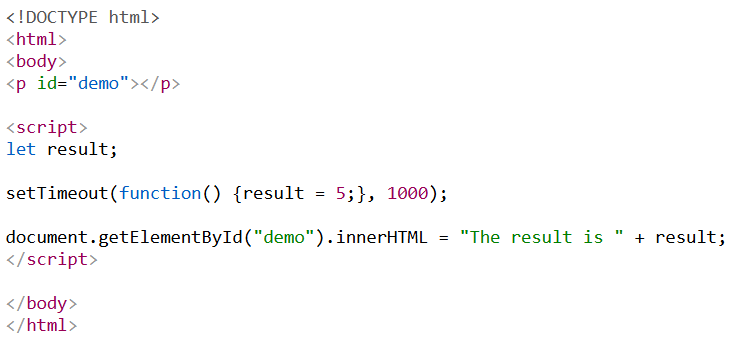 <!DOCTYPE html>
<html>
<body>
<p id="demo"></p>
<script>
let result;
setTimeout(function() {result = 5;}, 1000);
document.getElementById("demo").innerHTML = "The result is " + result;
</script>
</body>
</html>